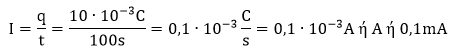 I = q/t = 10 · 10⁻³C/100s = 0,1 · 10⁻³ C/s = 0,1 · 10⁻³A ή A ή 0,1mA